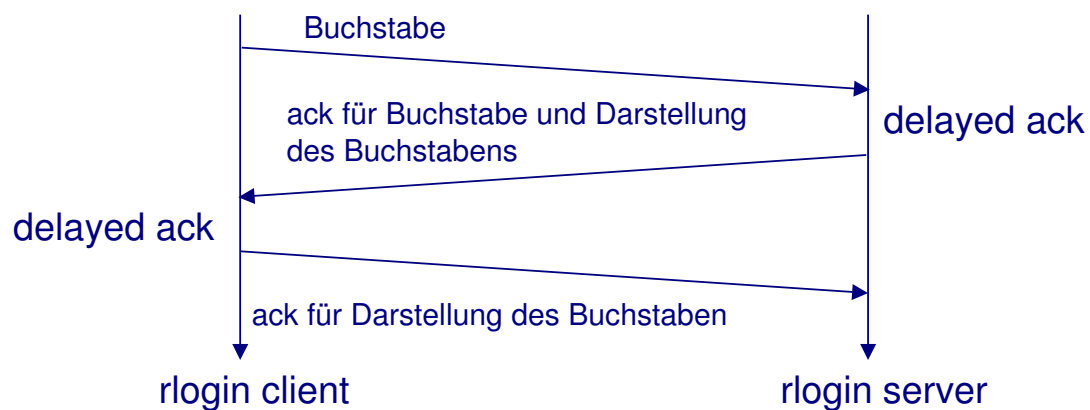 Buchstabe
ack für Buchstabe und Darstellung
des Buchstabens
delayed ack
delayed ack
ack für Darstellung des Buchstaben
rlogin client
rlogin server